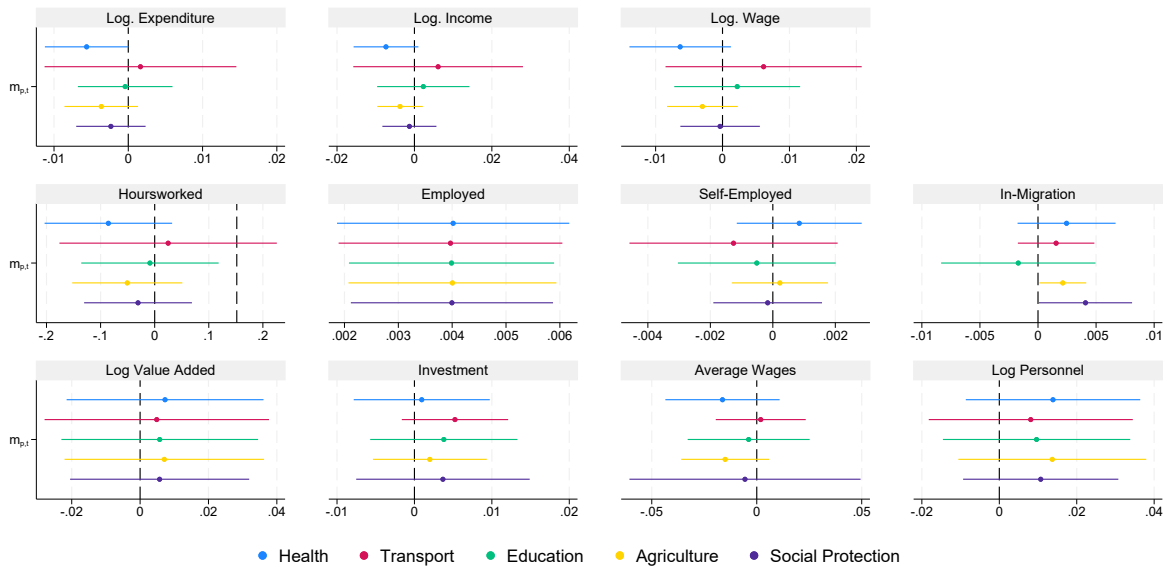 Log. Expenditure Log. Income Log. Wage
m_{p,t}
-.01 0 .01 .02 -.02 0 .02 .04 -.01 0 .01 .02
Hoursworked Employed Self-Employed In-Migration
m_{p,t}
-.2 -.1 0 .1 .2 .002 .003 .004 .005 .006 -.004 -.002 0 .002 -.01 -.005 0 .005 .01
Log Value Added Investment Average Wages Log Personnel
m_{p,t}
-.02 0 .02 .04 -.01 0 .01 .02 -.05 0 .05 -.02 0 .02 .04
Health Transport Education Agriculture Social Protection